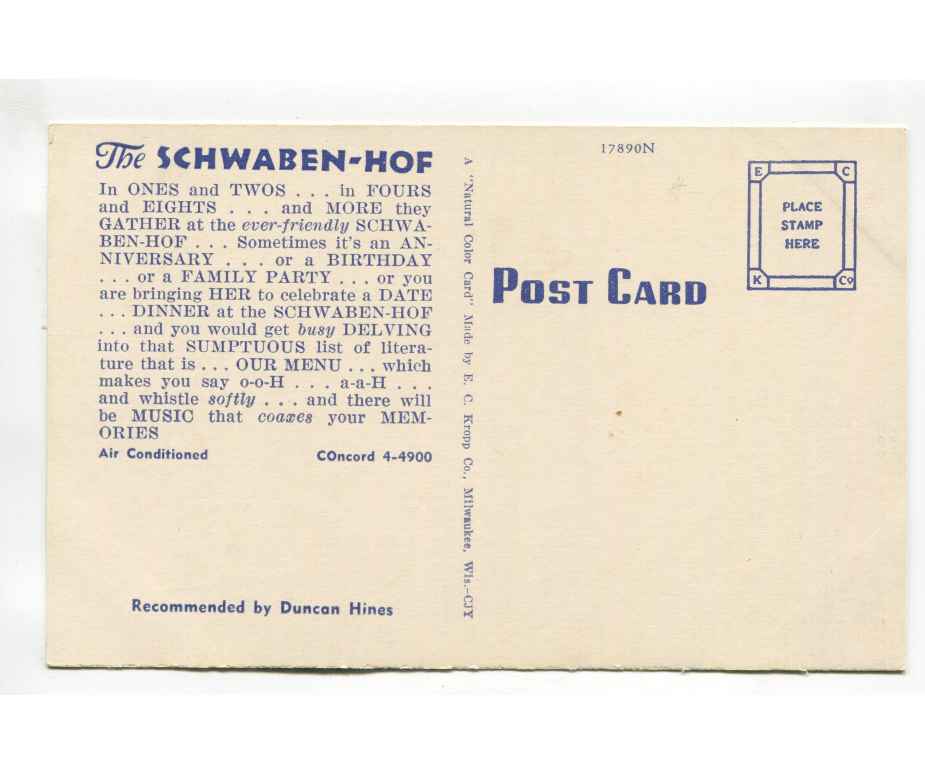 The SCHWABEN-HOF
In ONES and TWOS . . . in FOURS
and EIGHTS . . . and MORE they
GATHER at the ever-friendly SCHWA-
BEN-HOF . . . Sometimes it's an AN-
NIVERSARY . . . or a BIRTHDAY
. . . or a FAMILY PARTY . . . or you
are bringing HER to celebrate a DATE
. . . DINNER at the SCHWABEN-HOF
. . . and you would get busy DELVING
into that SUMPTUOUS list of litera-
ture that is . . . OUR MENU . . . which
makes you say o-o-H . . . a-a-H . . .
and whistle softly . . . and there will
be MUSIC that coaxes your MEM-
ORIES
Air Conditioned COncord 4-4900
Recommended by Duncan Hines
A "Natural Color Card" Made by E. C. Kropp Co., Milwaukee, Wis.-CJY
17890N
POST CARD
E C
PLACE
STAMP
HERE
K Co